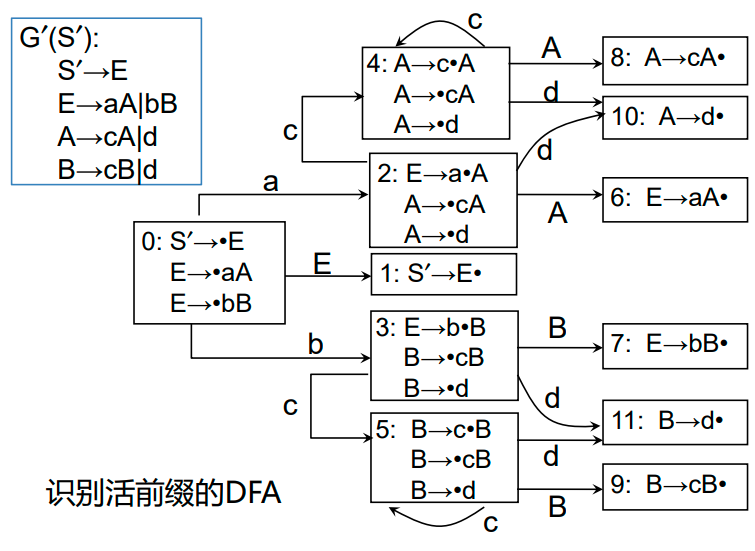 G′(S′):
S′→E
E→aA|bB
A→cA|d
B→cB|d
c
4: A→c•A
A→•cA
A→•d
A
8: A→cA•
d
10: A→d•
c
d
2: E→a•A
A→•cA
A→•d
a
A
6: E→aA•
0: S′→•E
E→•aA
E→•bB
E
1: S′→E•
b
3: E→b•B
B→•cB
B→•d
B
7: E→bB•
c
d
11: B→d•
5: B→c•B
B→•cB
B→•d
d
B
9: B→cB•
c
识别活前缀的DFA